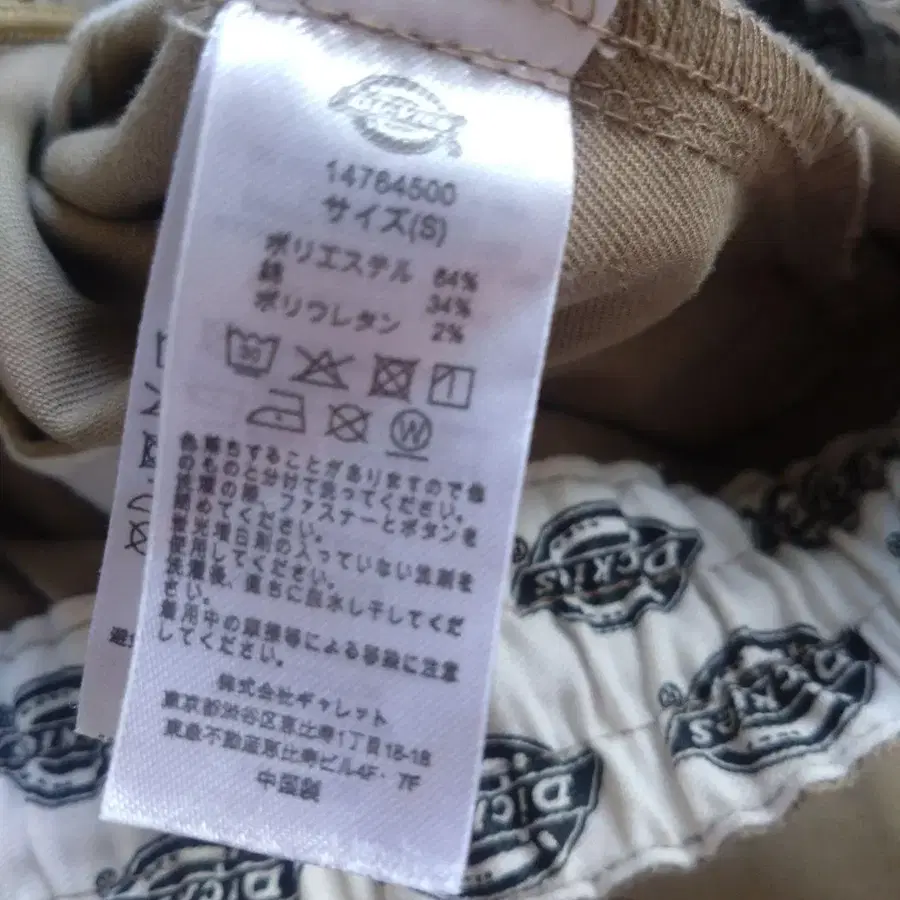 Dickies
14764500
サイズ(S)
ポリエステル 64%
綿 34%
ポリウレタン 2%
30
W
色落ちすることがありますので他
のものと分けて洗ってください。
洗濯の際、ファスナーとボタンを
閉めてください。
蛍光増白剤の入っていない洗剤を
使用してください。
洗濯後、直ちに脱水し干してくだ
さい。
着用中の摩擦等による移染に注意
してください。
株式会社ギャレット
東京都渋谷区恵比寿1丁目18-18
東急不動産恵比寿ビル4F・7F
中国製
Dickies
Dickies
Dickies
Dickies